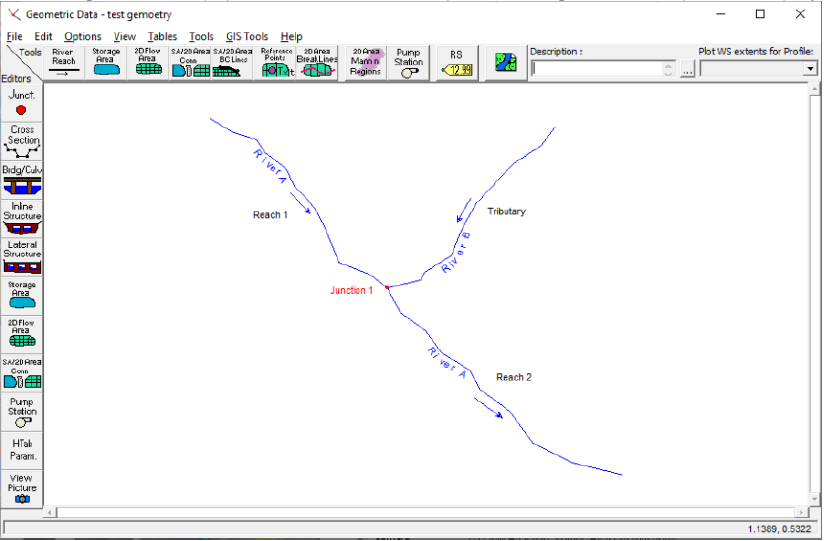 Geometric Data - test gemoetry
File Edit Options View Tables Tools GIS Tools Help
Tools
Editors
River
Reach
Storage
Area
2D Flow
Area
SA/2D Area
Conn
SA/2D Area
BC Lines
Reference
Points
2D Area
BreakLines
2D Area
Regions
Pump
Station
RS
12.99
Description :
...
Plot WS extents for Profile:
Junct.
Cross
Section
Brdg/Culv
Inline
Structure
Lateral
Structure
Storage
Area
2D Flow
Area
SA/2D Area
Conn
Pump
Station
HTab
Param.
View
Picture
River A
Reach 1
Tributary
River B
Junction 1
River A
Reach 2
1.1389, 0.5322